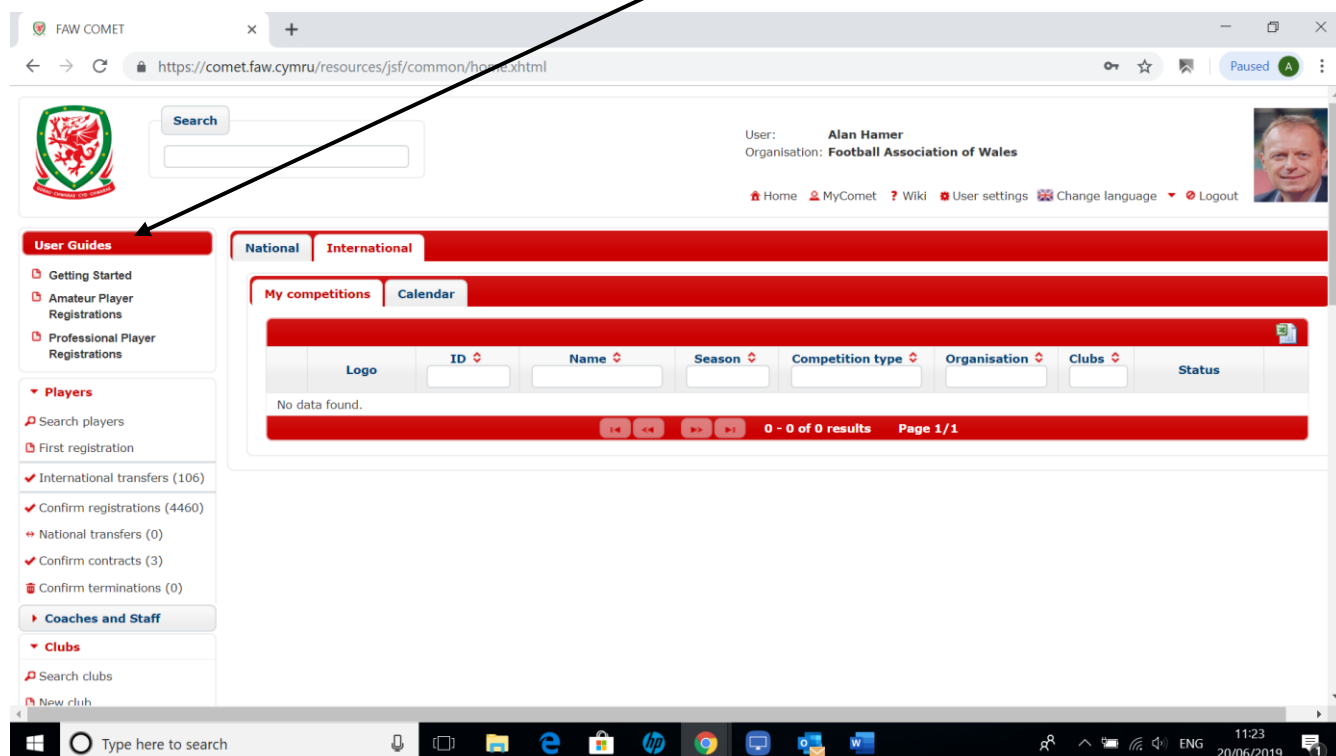 FAW COMET
https://comet.faw.cymru/resources/jsf/common/home.xhtml
Paused A
Search
User: Alan Hamer
Organisation: Football Association of Wales
Home MyComet ? Wiki User settings Change language Logout
User Guides
Getting Started
Amateur Player
Registrations
Professional Player
Registrations
Players
Search players
First registration
International transfers (106)
Confirm registrations (4460)
National transfers (0)
Confirm contracts (3)
Confirm terminations (0)
Coaches and Staff
Clubs
Search clubs
New club
National International
My competitions Calendar
Logo ID Name Season Competition type Organisation Clubs Status
No data found.
0 - 0 of 0 results Page 1/1
Type here to search
ENG
11:23
20/06/2019